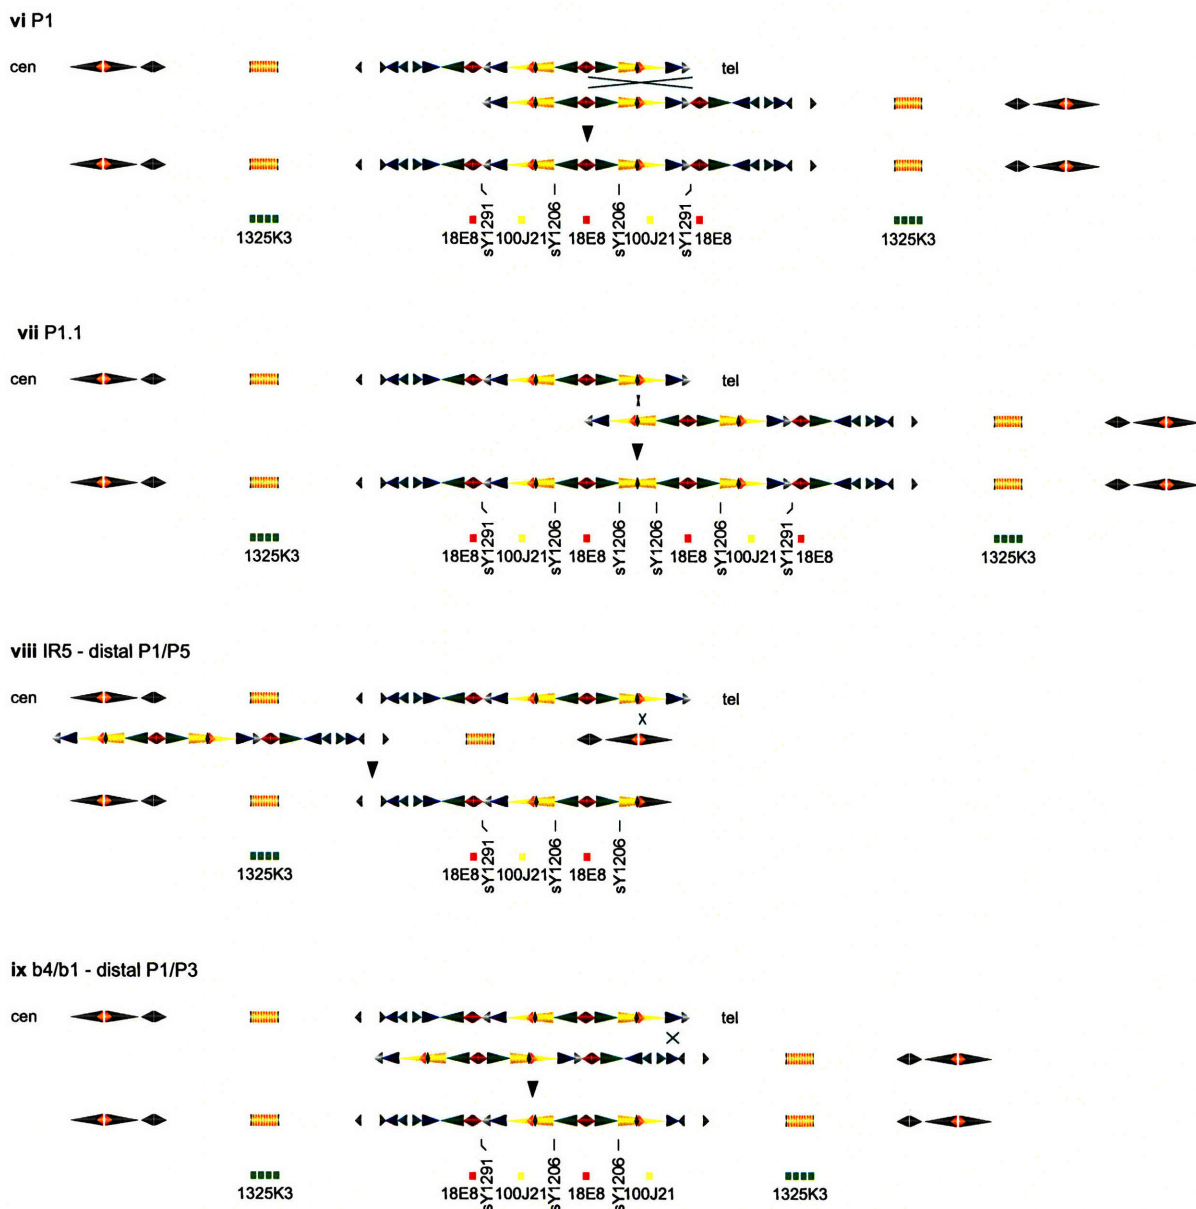 vi P1
cen tel
1325K3 18E8 sY1291 100J21 sY1206 18E8 sY1206 100J21 sY1291 18E8 1325K3
vii P1.1
cen tel
1325K3 18E8 sY1291 100J21 sY1206 18E8 sY1206 sY1206 18E8 sY1206 100J21 sY1291 18E8 1325K3
viii IR5 - distal P1/P5
cen tel
1325K3 18E8 sY1291 100J21 sY1206 18E8 sY1206
ix b4/b1 - distal P1/P3
cen tel
1325K3 18E8 sY1291 100J21 sY1206 18E8 sY1206 100J21 1325K3